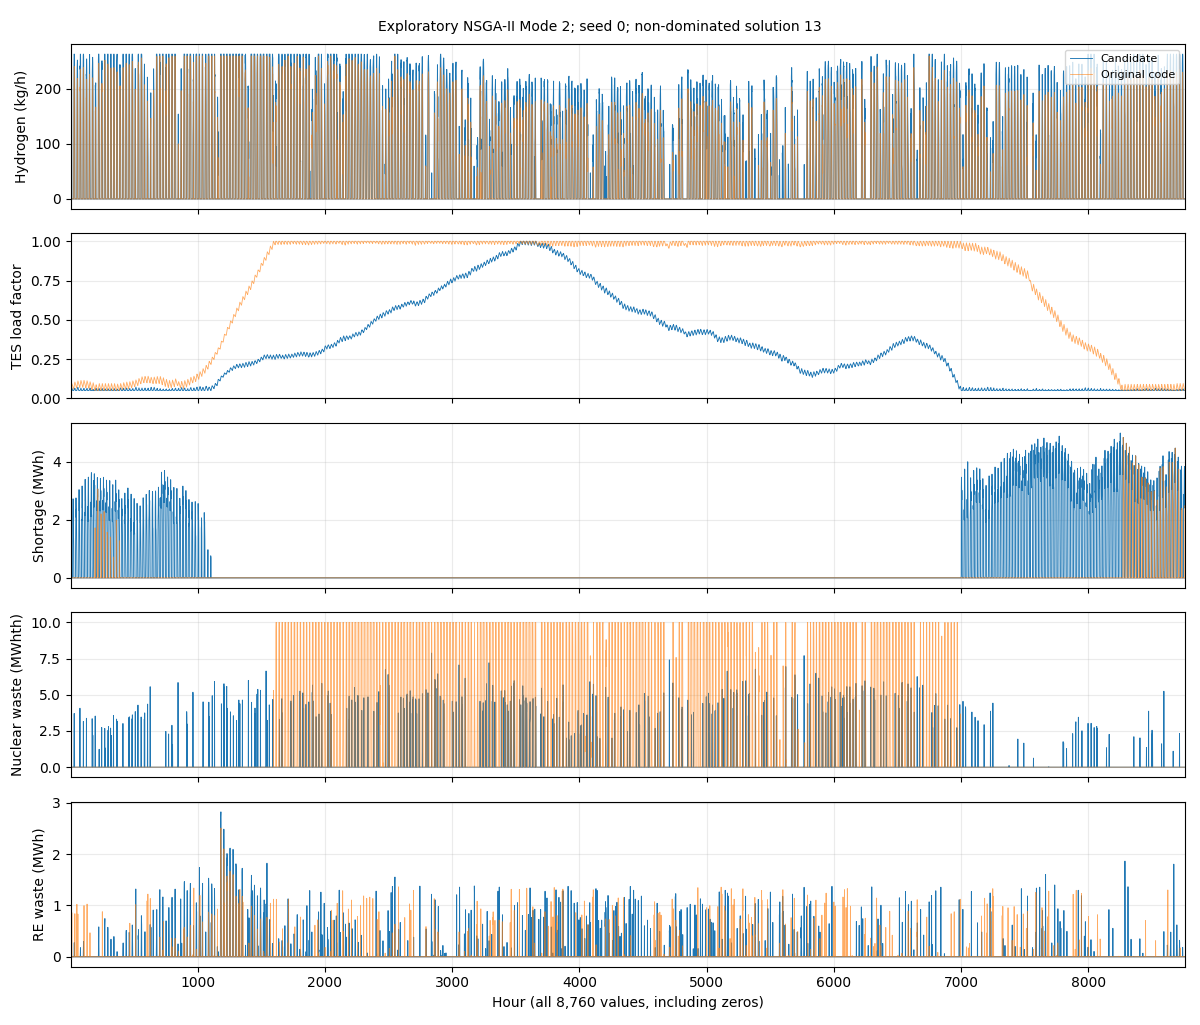 Exploratory NSGA-II Mode 2; seed 0; non-dominated solution 13
Hydrogen (kg/h)
200
100
0
Candidate
Original code
TES load factor
1.00
0.75
0.50
0.25
0.00
Shortage (MWh)
4
2
0
Nuclear waste (MWhth)
10.0
7.5
5.0
2.5
0.0
RE waste (MWh)
3
2
1
0
1000 2000 3000 4000 5000 6000 7000 8000
Hour (all 8,760 values, including zeros)